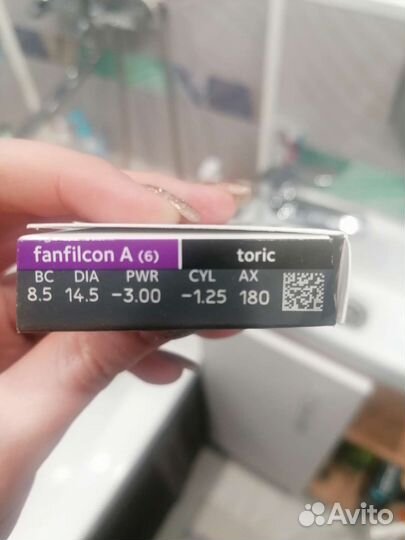 fanfilcon A (6) toric
BC DIA PWR CYL AX
8.5 14.5 -3.00 -1.25 180
Avito